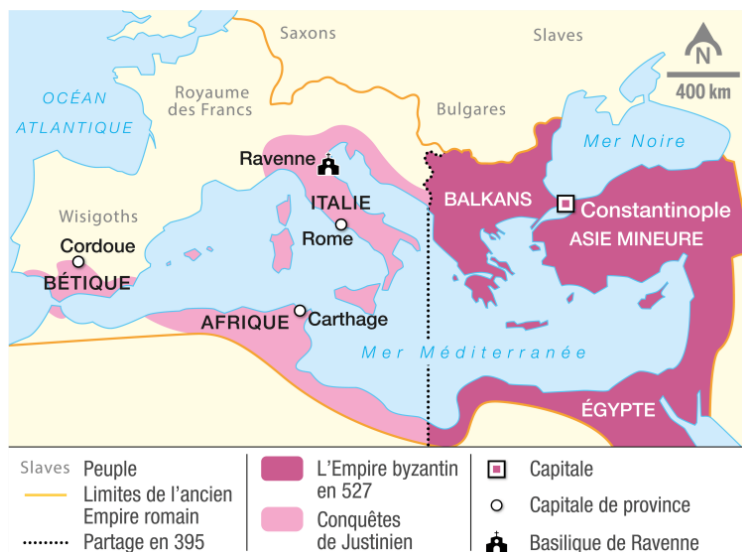 Saxons
Slaves
N
400 km
OCÉAN
ATLANTIQUE
Royaume
des Francs
Bulgares
Mer Noire
Ravenne
ITALIE
Rome
BALKANS
Constantinople
ASIE MINEURE
Wisigoths
Cordoue
BÉTIQUE
AFRIQUE
Carthage
Mer Méditerranée
ÉGYPTE
Slaves Peuple
Limites de l'ancien
Empire romain
Partage en 395
L'Empire byzantin
en 527
Conquêtes
de Justinien
Capitale
Capitale de province
Basilique de Ravenne